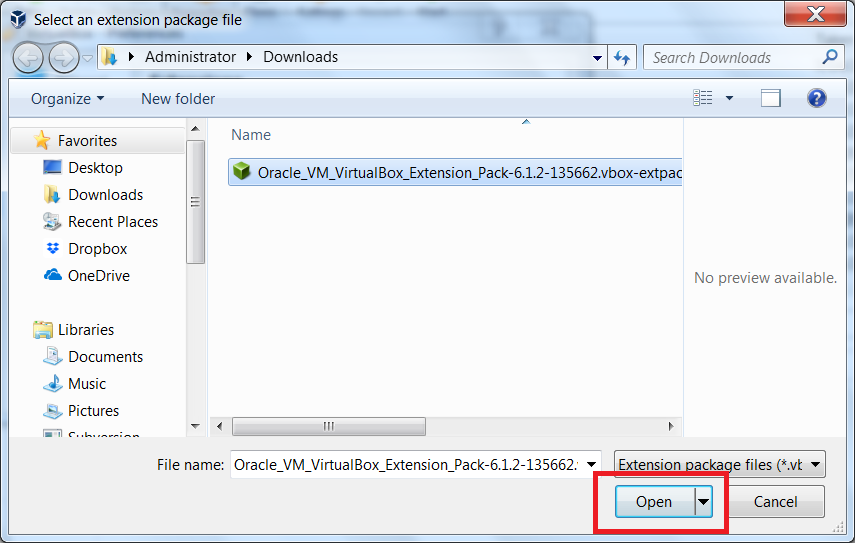 Select an extension package file
Administrator Downloads
Search Downloads
Organize New folder
Name
Favorites
Desktop
Downloads
Recent Places
Dropbox
OneDrive
Libraries
Documents
Music
Pictures
Subversion
Oracle_VM_VirtualBox_Extension_Pack-6.1.2-135662.vbox-extpac
No preview available.
File name: Oracle_VM_VirtualBox_Extension_Pack-6.1.2-135662.
Extension package files (*.vb
Open Cancel